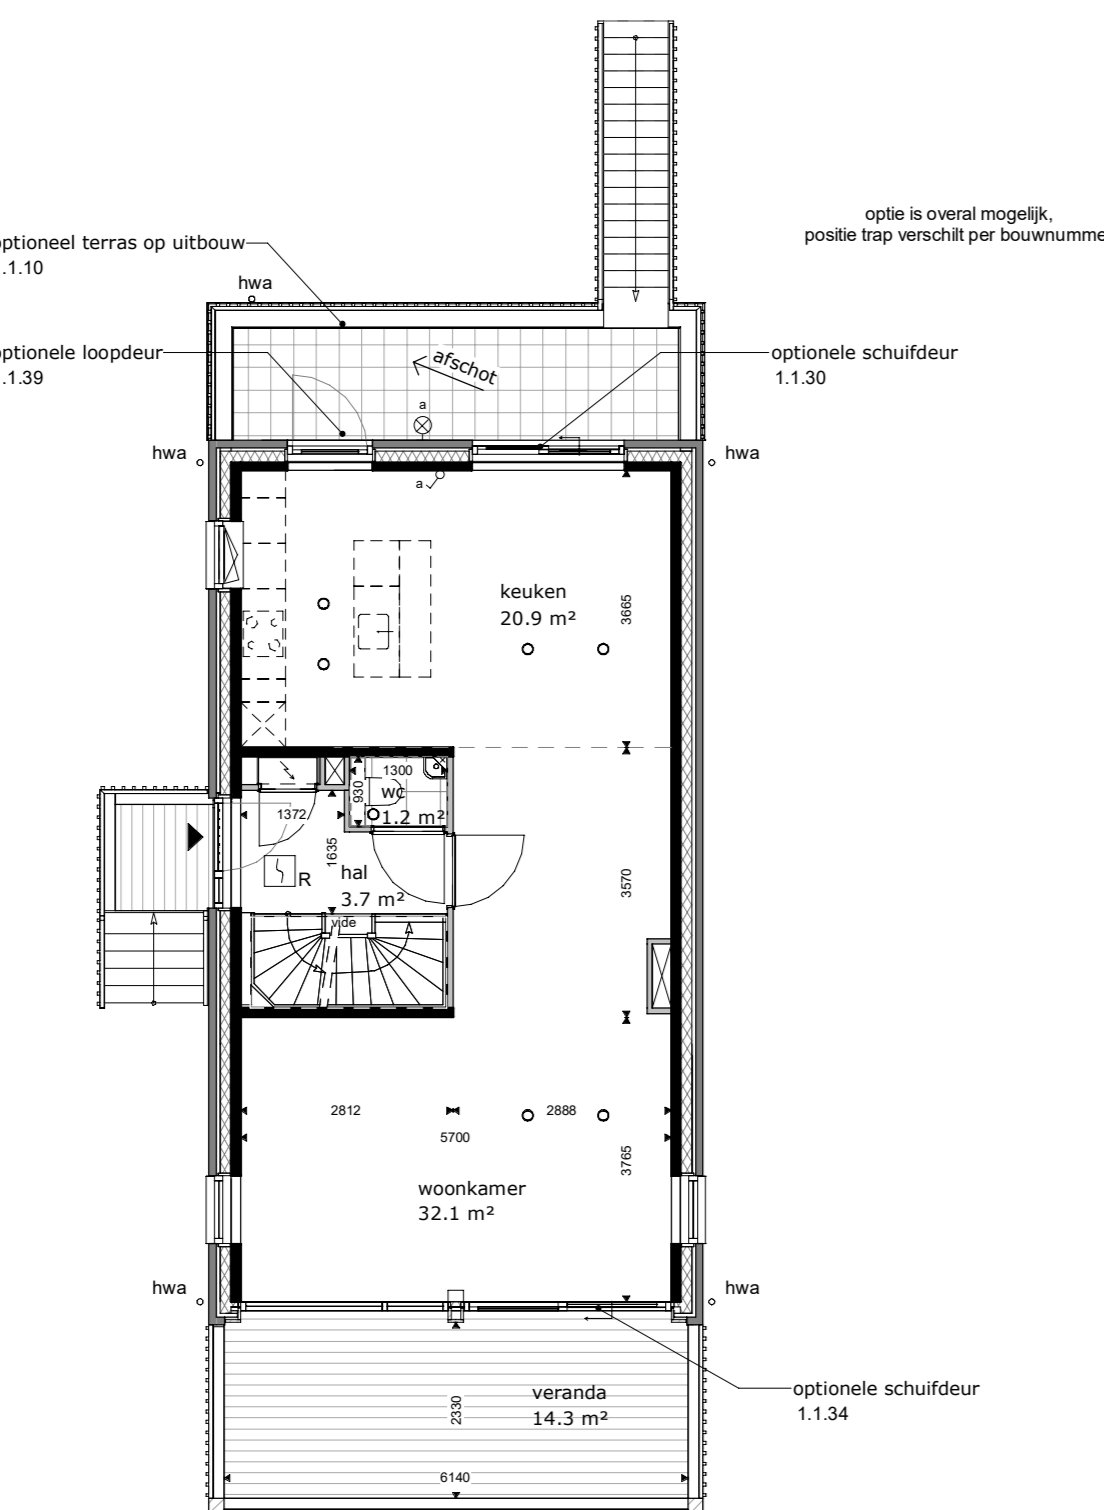 optie is overal mogelijk,
positie trap verschilt per bouwnumme
optioneel terras op uitbouw
.1.10
hwa
optionele loopdeur
.1.39
afschot
optionele schuifdeur
1.1.30
a
hwa
hwa
a
keuken
20.9 m²
3665
1300
930
wc
1.2 m²
1372
1635
hal
3.7 m²
R
3570
vide
2812
2888
5700
3765
woonkamer
32.1 m²
hwa
hwa
optionele schuifdeur
1.1.34
veranda
14.3 m²
2330
6140